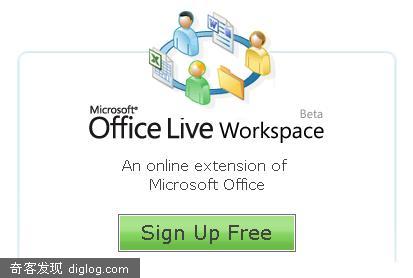 Microsoft®
Office Live Workspace Beta
An online extension of
Microsoft Office
Sign Up Free
奇客发现 diglog.com